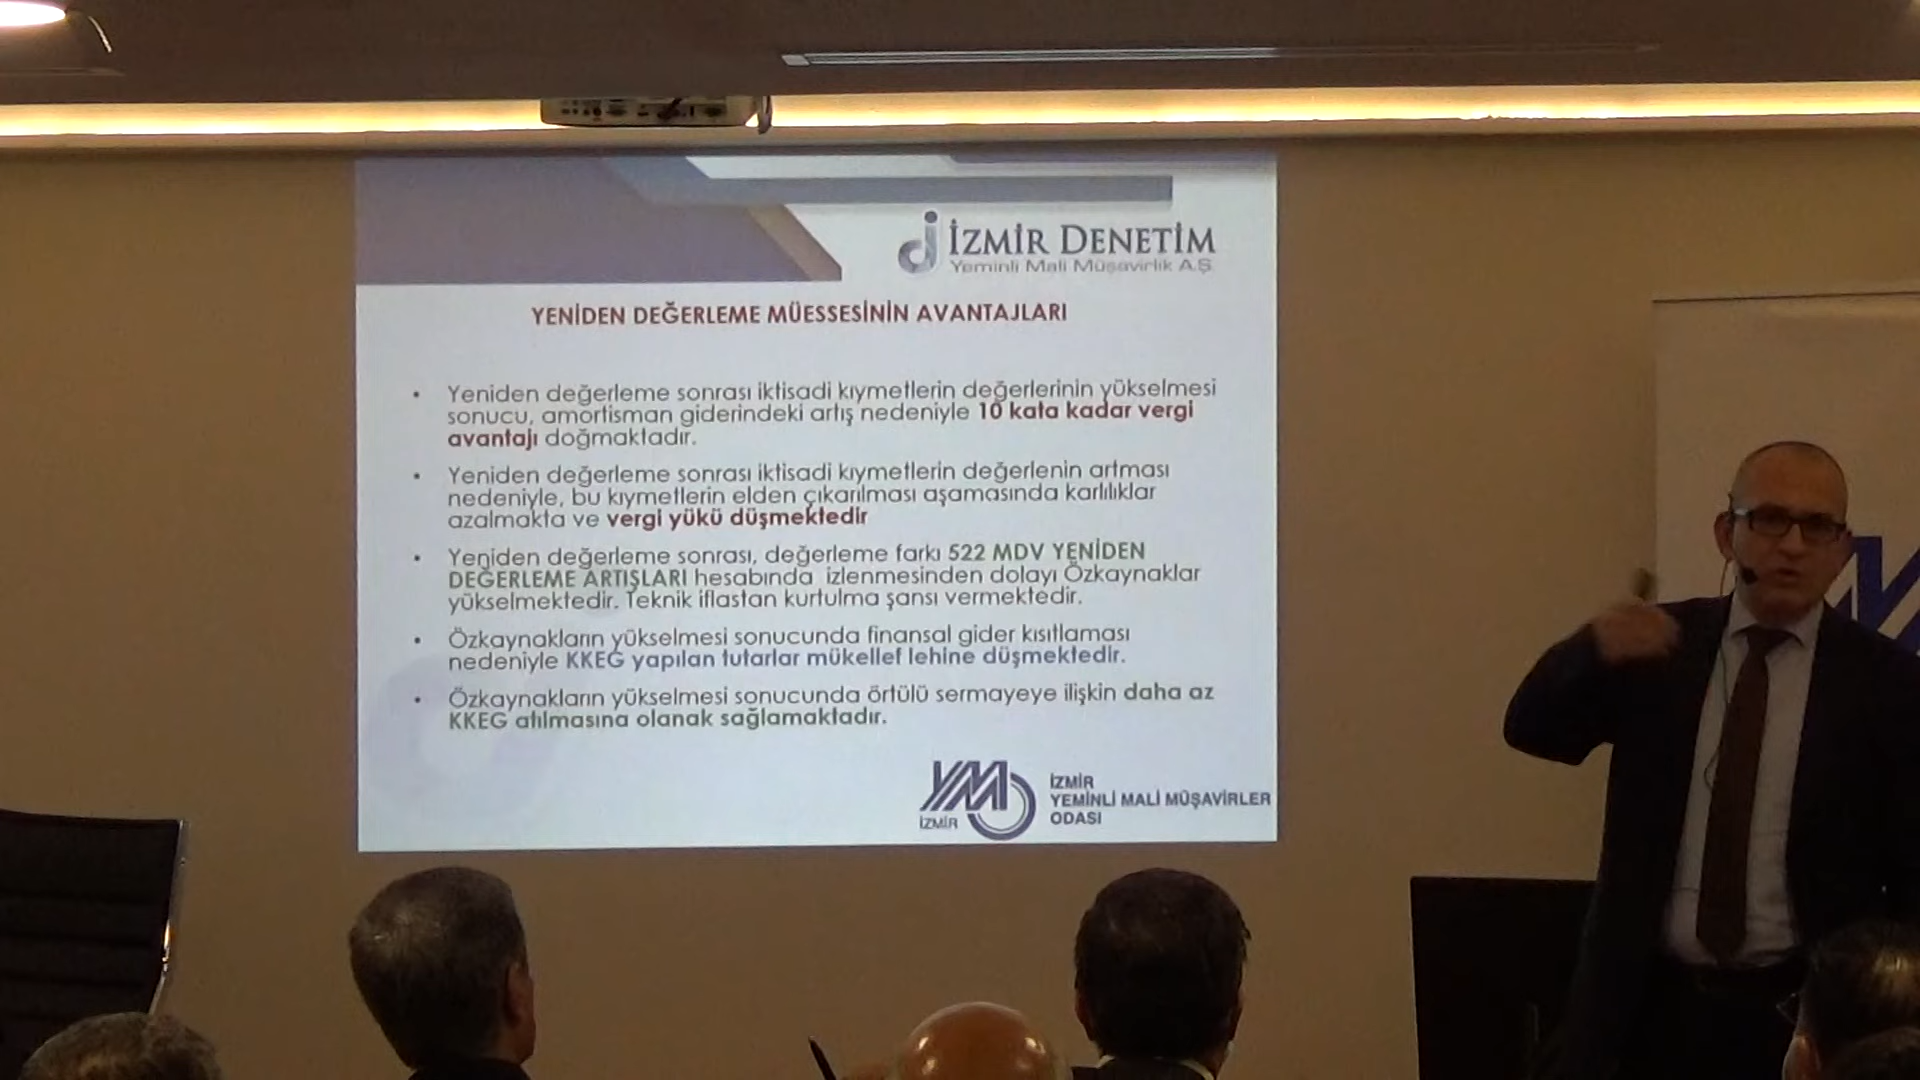 İZMİR DENETİM
Yeminli Mali Müşavirlik A.Ş.
YENİDEN DEĞERLEME MÜESSESİNİN AVANTAJLARI
• Yeniden değerleme sonrası iktisadi kıymetlerin değerlerinin yükselmesi
sonucu, amortisman giderindeki artış nedeniyle 10 kata kadar vergi
avantajı doğmaktadır.
• Yeniden değerleme sonrası iktisadi kıymetlerin değerlenin artması
nedeniyle, bu kıymetlerin elden çıkarılması aşamasında karlılıklar
azalmakta ve vergi yükü düşmektedir
• Yeniden değerleme sonrası, değerleme farkı 522 MDV YENİDEN
DEĞERLEME ARTIŞLARI hesabında izlenmesinden dolayı Özkaynaklar
yükselmektedir. Teknik iflastan kurtulma şansı vermektedir.
• Özkaynakların yükselmesi sonucunda finansal gider kısıtlaması
nedeniyle KKEG yapılan tutarlar mükellef lehine düşmektedir.
• Özkaynakların yükselmesi sonucunda örtülü sermayeye ilişkin daha az
KKEG atılmasına olanak sağlamaktadır.
YMM
İZMİR
İZMİR
YEMİNLİ MALİ MÜŞAVİRLER
ODASI